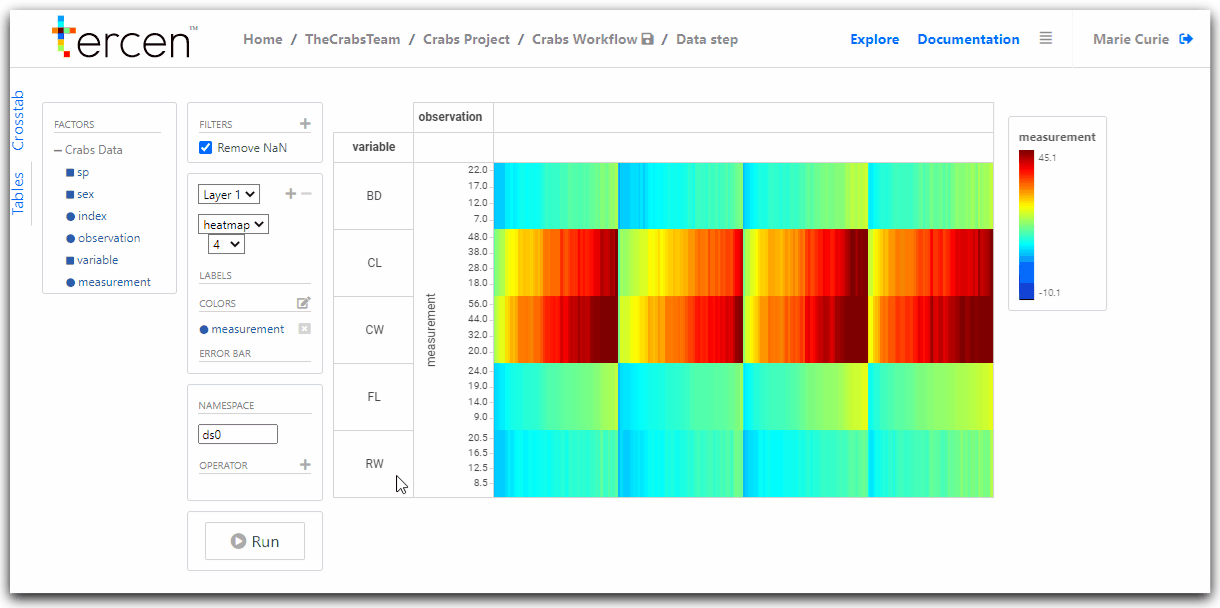 tercen™
Home / TheCrabsTeam / Crabs Project / Crabs Workflow / Data step
Explore Documentation
Marie Curie
Crosstab
Tables
FACTORS
Crabs Data
sp
sex
index
observation
variable
measurement
FILTERS +
Remove NaN
Layer 1
heatmap
4
LABELS
COLORS
measurement
ERROR BAR
NAMESPACE
ds0
OPERATOR +
Run
observation
variable
measurement
BD
22.0
17.0
12.0
7.0
CL
48.0
38.0
28.0
18.0
CW
56.0
44.0
32.0
20.0
FL
24.0
19.0
14.0
9.0
RW
20.5
16.5
12.5
8.5
measurement
45.1
-10.1